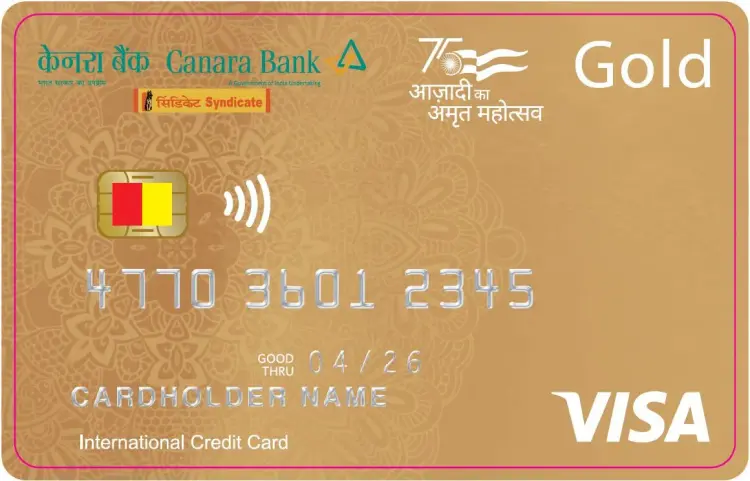 केनरा बैंक Canara Bank
भारत सरकार का उपक्रम A Government of India Undertaking
सिंडिकेट Syndicate
75
आज़ादी का
अमृत महोत्सव
Gold
4770 3601 2345
GOOD THRU 04/26
CARDHOLDER NAME
International Credit Card
VISA